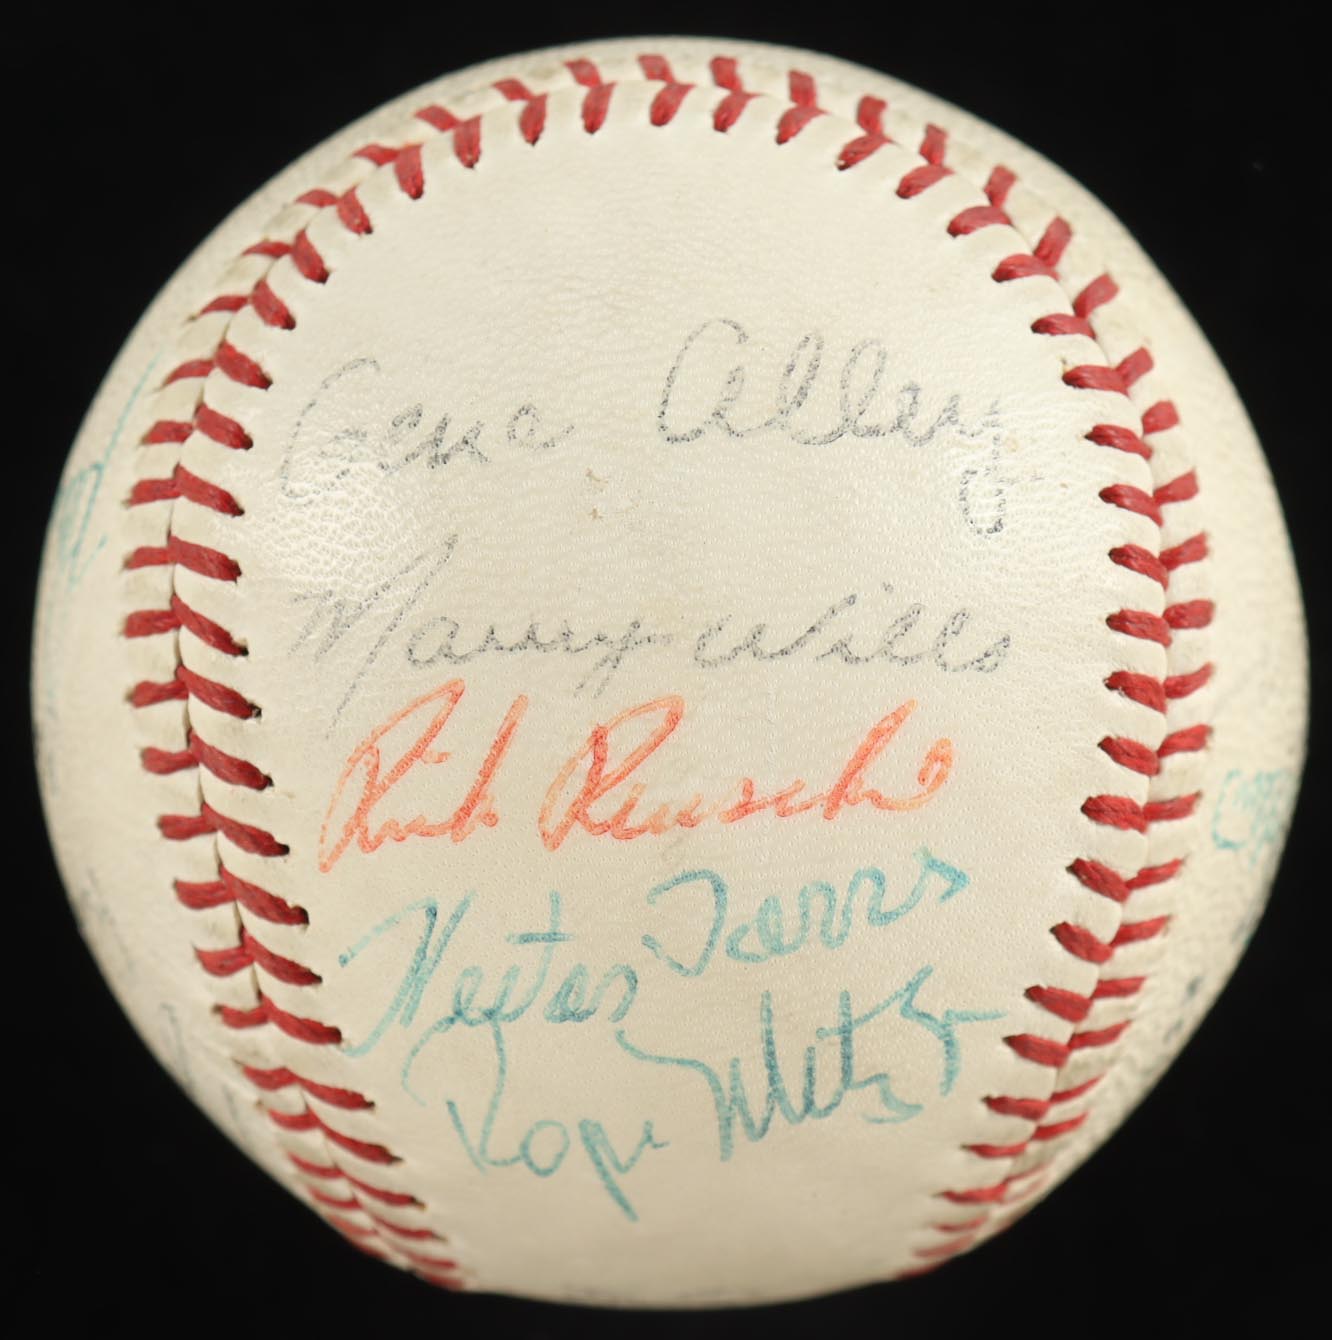 Gene Alley
Maury Wills
Rick Reuschel
Hector Torres
Roger Metzger